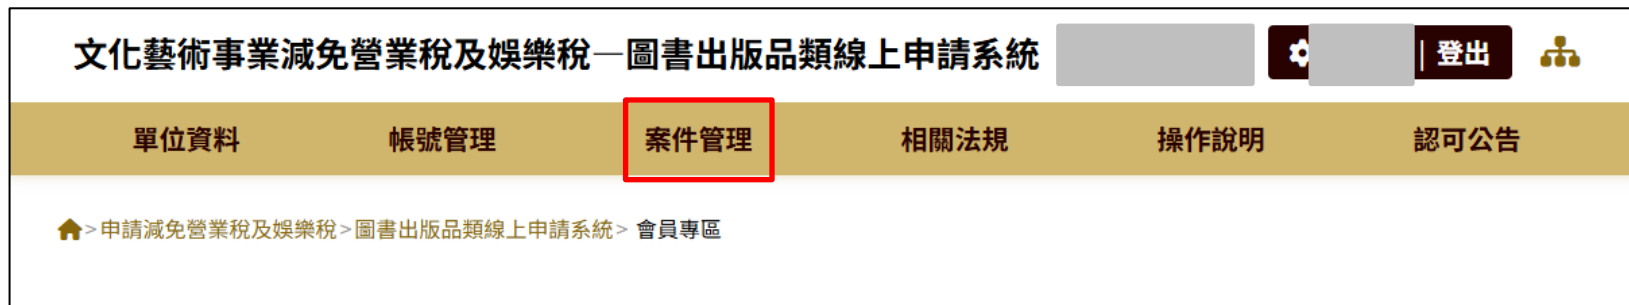 文化藝術事業減免營業稅及娛樂稅—圖書出版品類線上申請系統 | 登出
單位資料 帳號管理 案件管理 相關法規 操作說明 認可公告
>申請減免營業稅及娛樂稅>圖書出版品類線上申請系統> 會員專區